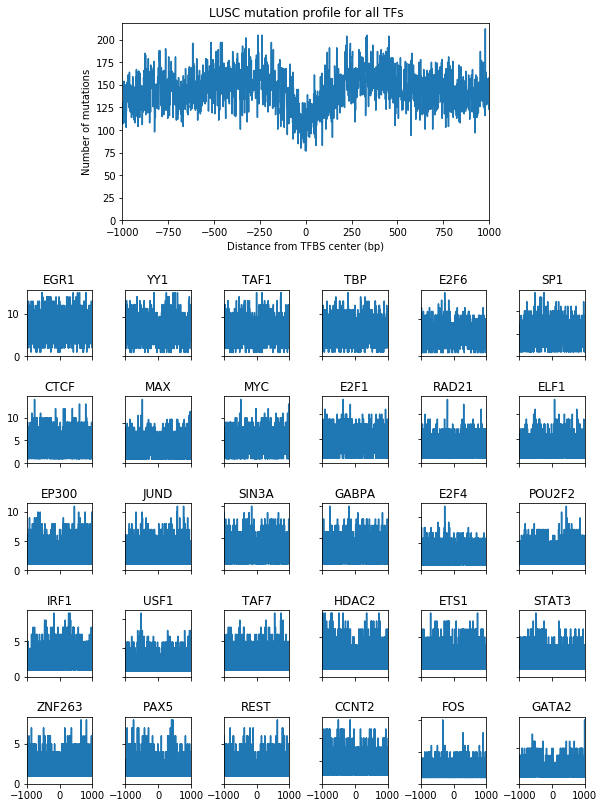 LUSC mutation profile for all TFs
Number of mutations
200
175
150
125
100
75
50
25
0
−1000 −750 −500 −250 0 250 500 750 1000
Distance from TFBS center (bp)
EGR1 YY1 TAF1 TBP E2F6 SP1
10
0
CTCF MAX MYC E2F1 RAD21 ELF1
10
5
0
EP300 JUND SIN3A GABPA E2F4 POU2F2
10
5
0
IRF1 USF1 TAF7 HDAC2 ETS1 STAT3
5
0
ZNF263 PAX5 REST CCNT2 FOS GATA2
5
0
−1000 0 1000 −1000 0 1000 −1000 0 1000 −1000 0 1000 −1000 0 1000 −1000 0 1000